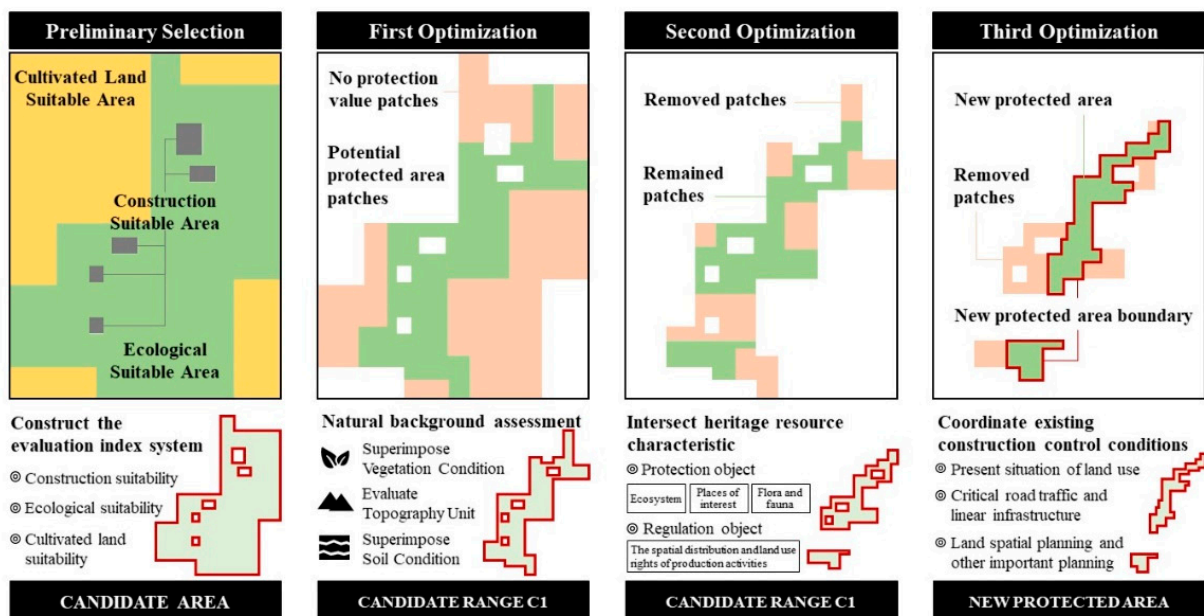 Preliminary Selection
Cultivated Land
Suitable Area
Construction
Suitable Area
Ecological
Suitable Area
Construct the
evaluation index system
Construction suitability
Ecological suitability
Cultivated land
suitability
CANDIDATE AREA
First Optimization
No protection
value patches
Potential
protected area
patches
Natural background assessment
Superimpose
Vegetation Condition
Evaluate
Topography Unit
Superimpose
Soil Condition
CANDIDATE RANGE C1
Second Optimization
Removed patches
Remained
patches
Intersect heritage resource
characteristic
Protection object
Ecosystem
Places of
interest
Flora and
fauna
Regulation object
The spatial distribution and land use
rights of production activities
CANDIDATE RANGE C1
Third Optimization
New protected area
Removed
patches
New protected area boundary
Coordinate existing
construction control conditions
Present situation of land use
Critical road traffic and
linear infrastructure
Land spatial planning and
other important planning
NEW PROTECTED AREA